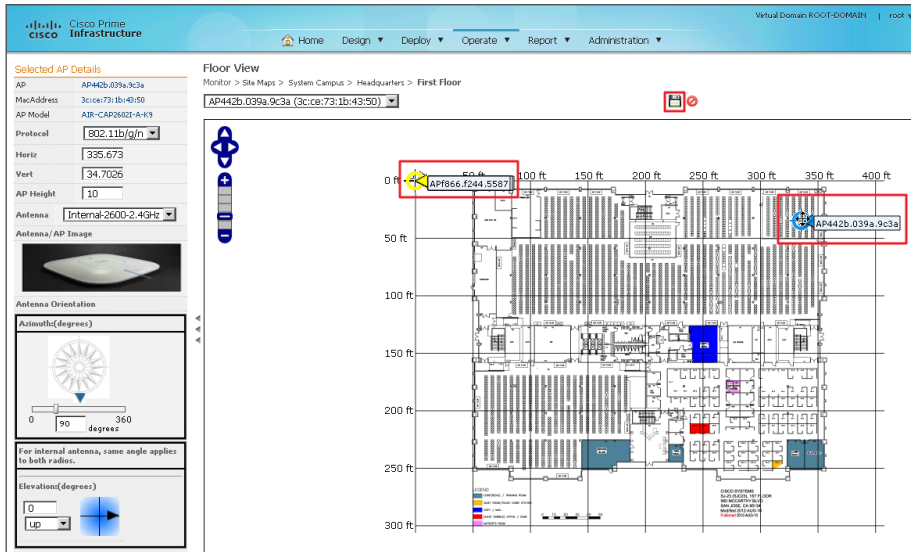 Virtual Domain ROOT-DOMAIN | root
cisco
Cisco Prime
Infrastructure
Home Design Deploy Operate Report Administration
Selected AP Details
AP AP442b.039a.9c3a
MacAddress 3c:ce:73:1b:43:50
AP Model AIR-CAP2602I-A-K9
Protocol 802.11b/g/n
Horiz 335.673
Vert 34.7026
AP Height 10
Antenna Internal-2600-2.4GHz
Antenna/AP Image
Antenna Orientation
Azimuth:(degrees)
0 360
90 degrees
For internal antenna, same angle applies
to both radios.
Elevation:(degrees)
0
up
Floor View
Monitor > Site Maps > System Campus > Headquarters > First Floor
AP442b.039a.9c3a (3c:ce:73:1b:43:50)
0 ft 50 ft 100 ft 150 ft 200 ft 250 ft 300 ft 350 ft 400 ft
APf866.f244.5587
AP442b.039a.9c3a
50 ft
100 ft
150 ft
200 ft
250 ft
300 ft
LEGEND
CISCO SYSTEMS
SAN JOSE, CA 95134